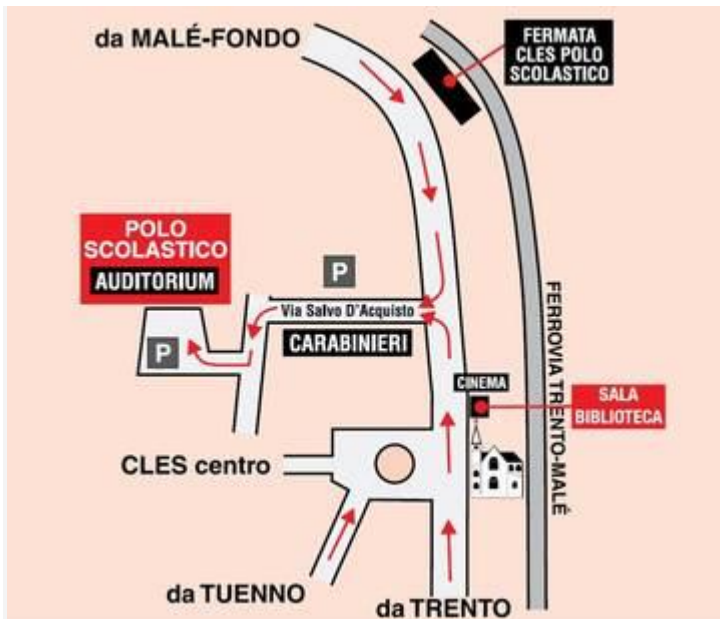 da MALÉ-FONDO
FERMATA
CLES POLO
SCOLASTICO
POLO
SCOLASTICO
AUDITORIUM
P
Via Salvo D'Acquisto
CARABINIERI
P
FERROVIA TRENTO-MALÉ
CINEMA
SALA
BIBLIOTECA
CLES centro
da TUENNO
da TRENTO